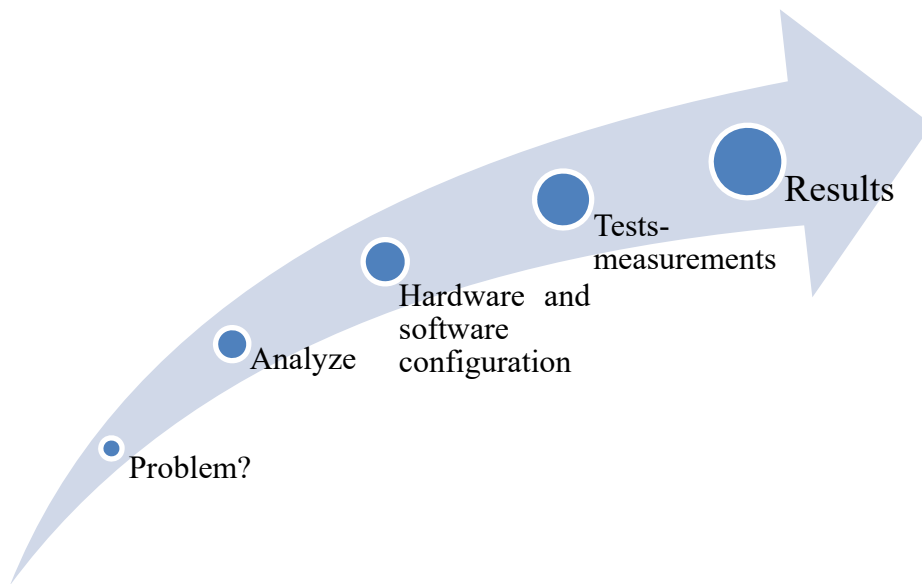 Problem?
Analyze
Hardware and
software
configuration
Tests-
measurements
Results